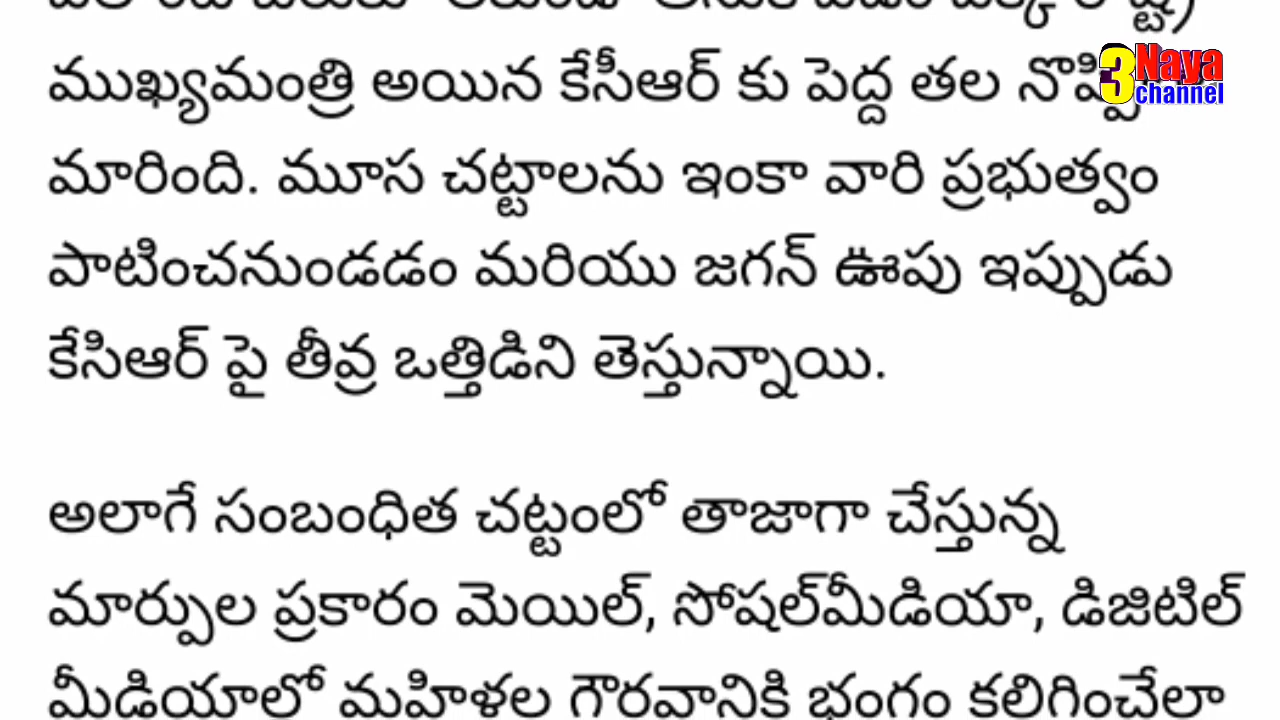 ముఖ్యమంత్రి అయిన కేసీఆర్ కు పెద్ద తల
మారింది. మూస చట్టాలను ఇంకా వారి ప్రభుత్వం
పాటించనుండడం మరియు జగన్ ఊపు ఇప్పుడు
కేసిఆర్ పై తీవ్ర ఒత్తిడిని తెస్తున్నాయి.
అలాగే సంబంధిత చట్టంలో తాజాగా చేస్తున్న
మార్పుల ప్రకారం మెయిల్, సోషల్‌మీడియా, డిజిటిల్
మీడియాలో మహిళల గౌరవానికి భంగం కలిగించేలా
3 Naya
channel